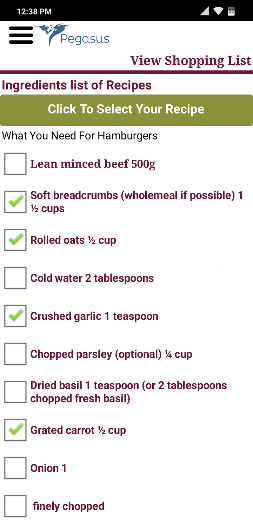 12:38 PM
Pegasus
View Shopping List
Ingredients list of Recipes
Click To Select Your Recipe
What You Need For Hamburgers
Lean minced beef 500g
Soft breadcrumbs (wholemeal if possible) 1
½ cups
Rolled oats ½ cup
Cold water 2 tablespoons
Crushed garlic 1 teaspoon
Chopped parsley (optional) ¼ cup
Dried basil 1 teaspoon (or 2 tablespoons
chopped fresh basil)
Grated carrot ½ cup
Onion 1
finely chopped